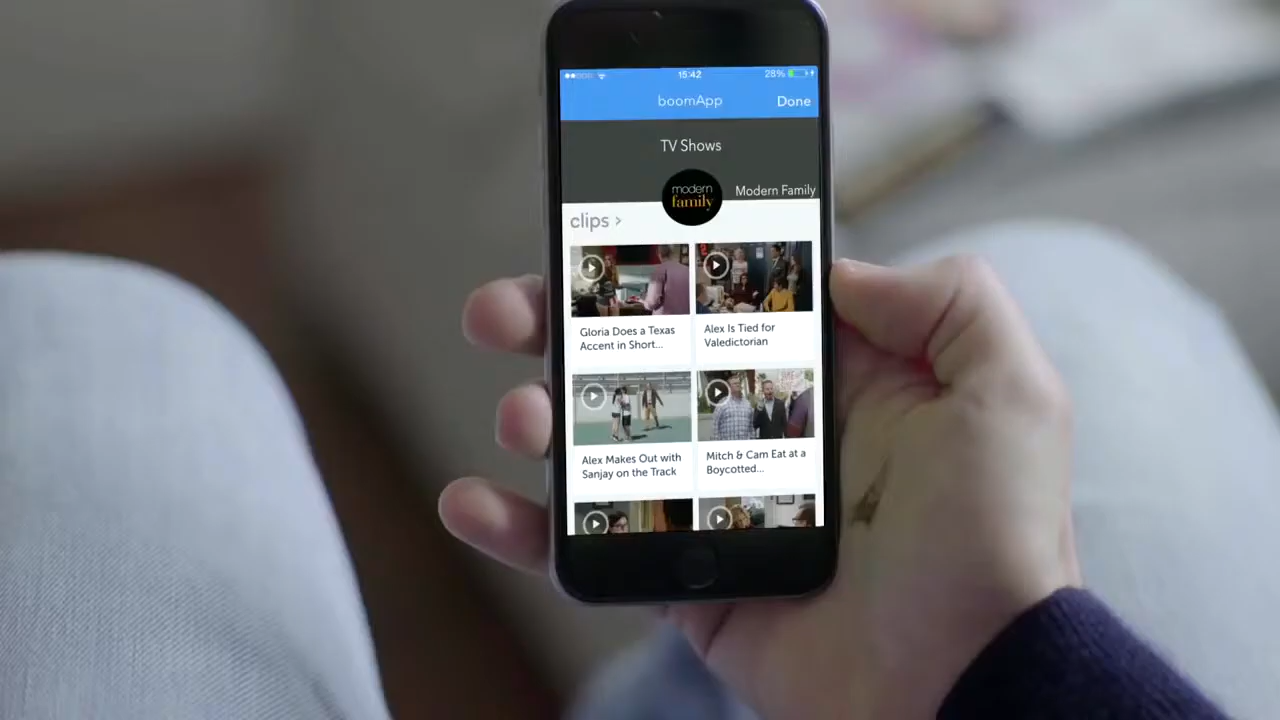 15:42
28%
boomApp
Done
TV Shows
modern
family
Modern Family
clips >
Gloria Does a Texas
Accent in Short...
Alex Is Tied for
Valedictorian
Alex Makes Out with
Sanjay on the Track
Mitch & Cam Eat at a
Boycotted...